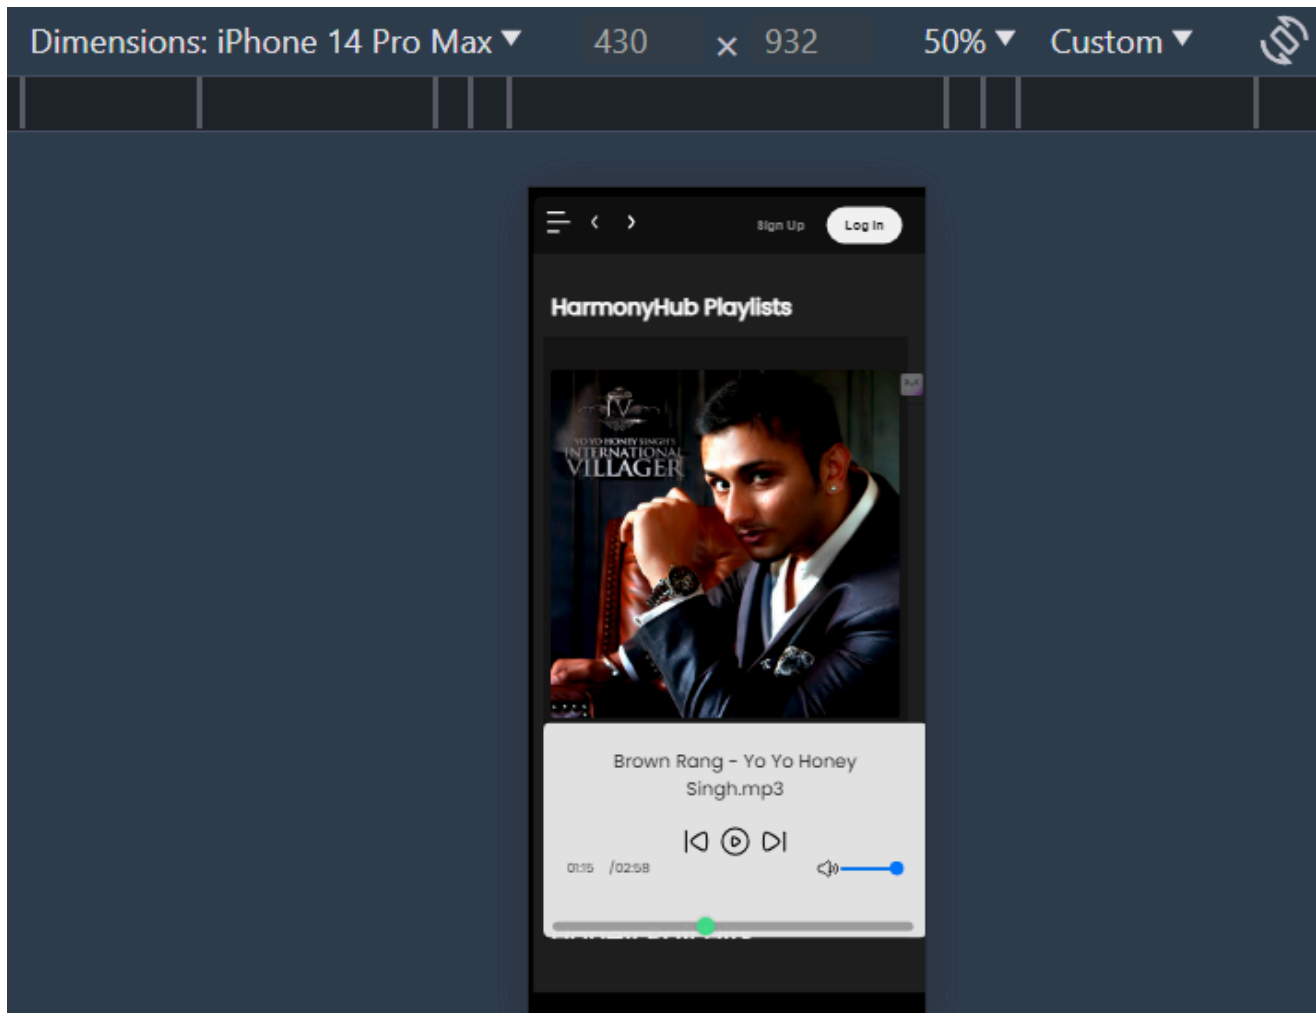 Dimensions: iPhone 14 Pro Max 430 × 932 50% Custom
Sign Up Log In
HarmonyHub Playlists
IV
YO YO HONEY SINGH'S
INTERNATIONAL
VILLAGER
Brown Rang - Yo Yo Honey
Singh.mp3
01:15 /02:58